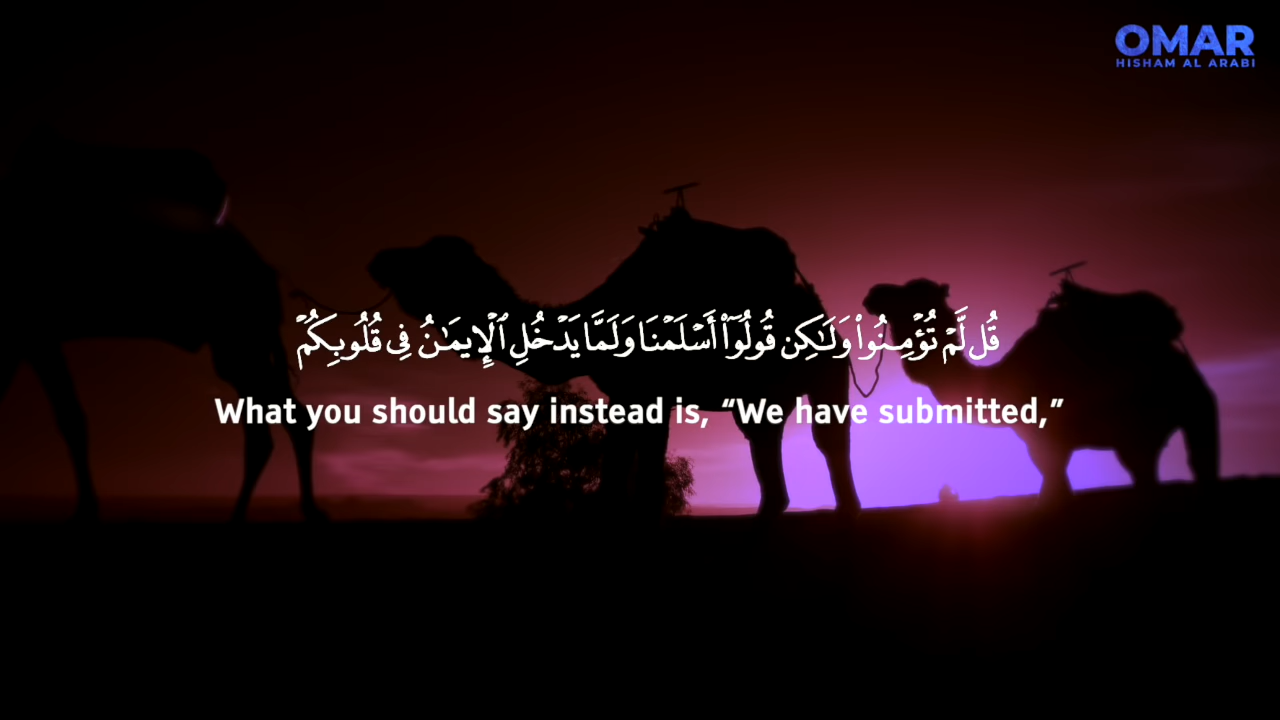 OMAR
HISHAM AL ARABI
قُل لَّمْ تُؤْمِنُوا۟ وَلَـٰكِن قُولُوٓا۟ أَسْلَمْنَا وَلَمَّا يَدْخُلِ ٱلْإِيمَـٰنُ فِى قُلُوبِكُمْ
What you should say instead is, “We have submitted,”